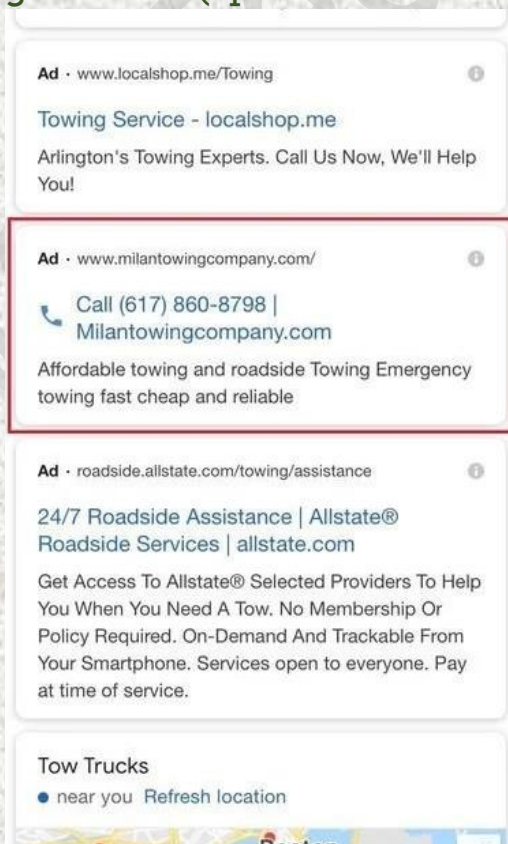 Ad · www.localshop.me/Towing
Towing Service - localshop.me
Arlington's Towing Experts. Call Us Now, We'll Help
You!
Ad · www.milantowingcompany.com/
Call (617) 860-8798 |
Milantowingcompany.com
Affordable towing and roadside Towing Emergency
towing fast cheap and reliable
Ad · roadside.allstate.com/towing/assistance
24/7 Roadside Assistance | Allstate®
Roadside Services | allstate.com
Get Access To Allstate® Selected Providers To Help
You When You Need A Tow. No Membership Or
Policy Required. On-Demand And Trackable From
Your Smartphone. Services open to everyone. Pay
at time of service.
Tow Trucks
near you Refresh location